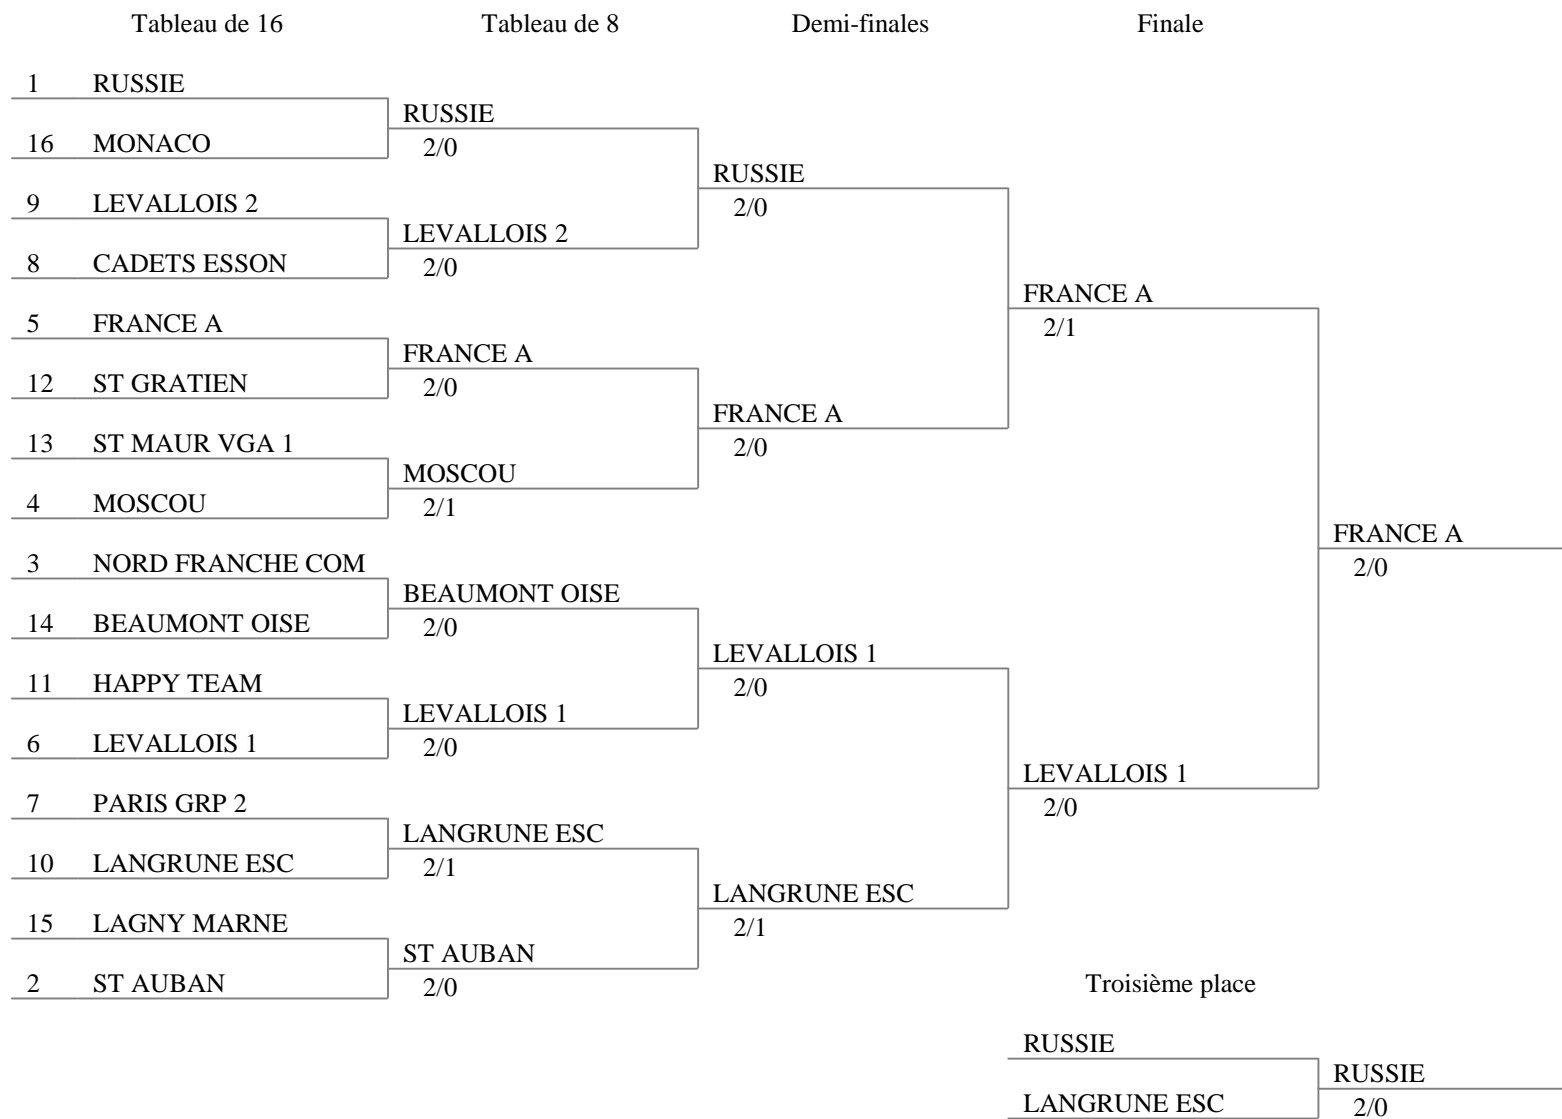 Tableau de 16 Tableau de 8 Demi-finales Finale
1 RUSSIE
RUSSIE
16 MONACO 2/0
RUSSIE
9 LEVALLOIS 2 2/0
LEVALLOIS 2
8 CADETS ESSON 2/0
FRANCE A
5 FRANCE A 2/1
FRANCE A
12 ST GRATIEN 2/0
FRANCE A
13 ST MAUR VGA 1 2/0
MOSCOU
4 MOSCOU 2/1
FRANCE A
3 NORD FRANCHE COM 2/0
BEAUMONT OISE
14 BEAUMONT OISE 2/0
LEVALLOIS 1
11 HAPPY TEAM 2/0
LEVALLOIS 1
6 LEVALLOIS 1 2/0
LEVALLOIS 1
7 PARIS GRP 2 2/0
LANGRUNE ESC
10 LANGRUNE ESC 2/1
LANGRUNE ESC
15 LAGNY MARNE 2/1
ST AUBAN
2 ST AUBAN 2/0 Troisième place
RUSSIE
RUSSIE
LANGRUNE ESC 2/0